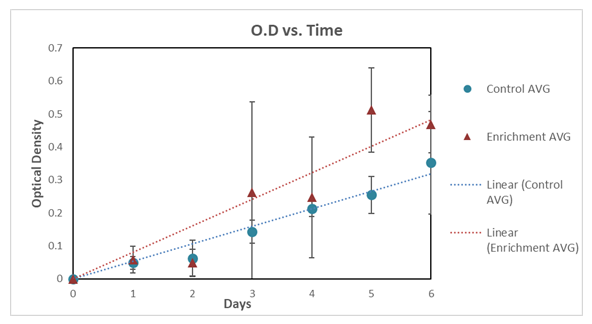 O.D vs. Time
0.7
0.6
0.5
0.4
0.3
0.2
0.1
0
Optical Density
0 1 2 3 4 5 6
Days
Control AVG
Enrichment AVG
Linear (Control
AVG)
Linear
(Enrichment AVG)